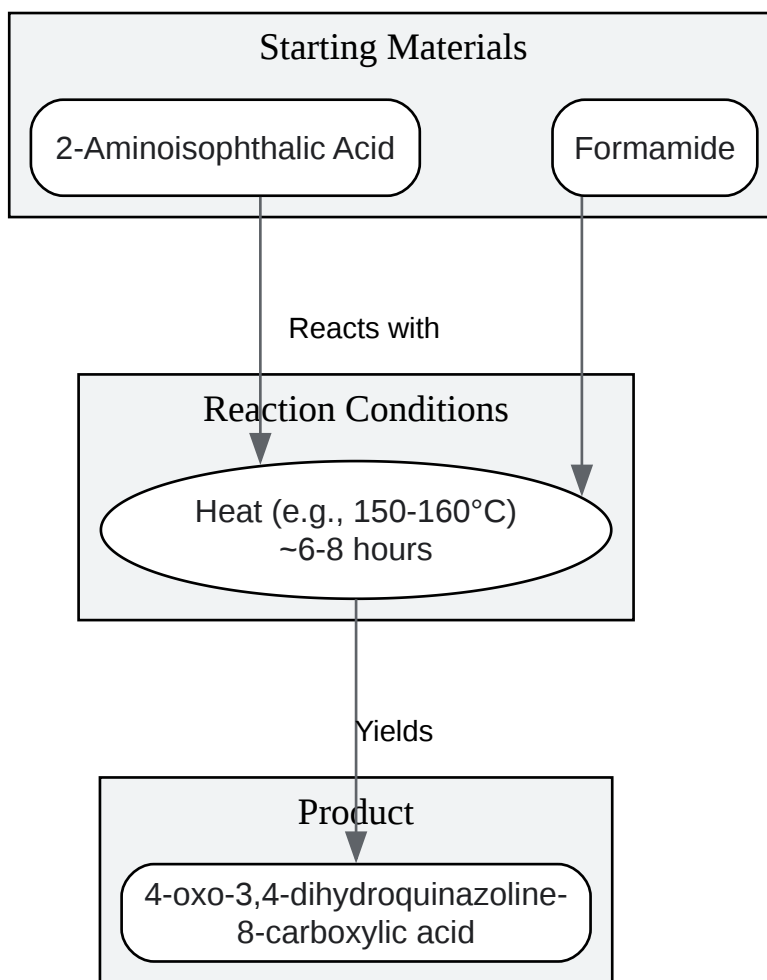 Starting Materials
2-Aminoisophthalic Acid
Formamide
Reacts with
Reaction Conditions
Heat (e.g., 150-160°C)
~6-8 hours
Yields
Product
4-oxo-3,4-dihydroquinazoline-
8-carboxylic acid